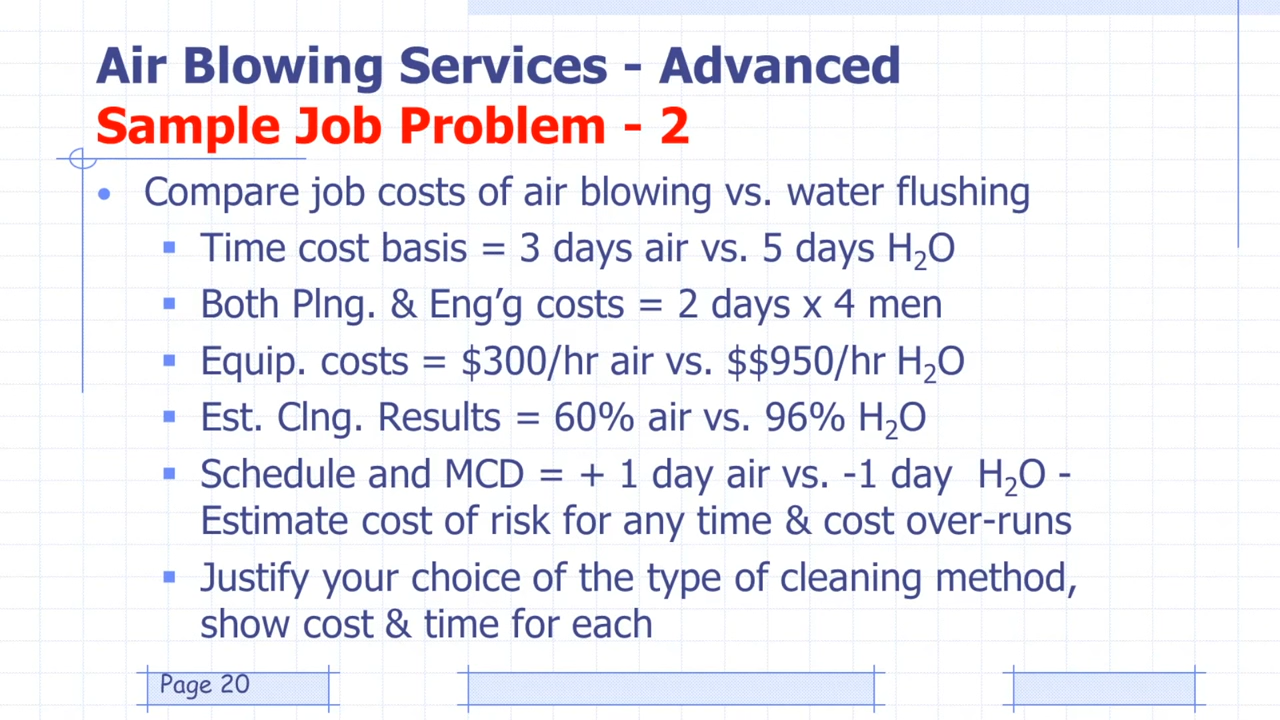 Air Blowing Services - Advanced
Sample Job Problem - 2
• Compare job costs of air blowing vs. water flushing
▪ Time cost basis = 3 days air vs. 5 days H₂O
▪ Both Plng. & Eng’g costs = 2 days x 4 men
▪ Equip. costs = $300/hr air vs. $$950/hr H₂O
▪ Est. Clng. Results = 60% air vs. 96% H₂O
▪ Schedule and MCD = + 1 day air vs. -1 day H₂O -
Estimate cost of risk for any time & cost over-runs
▪ Justify your choice of the type of cleaning method,
show cost & time for each
Page 20